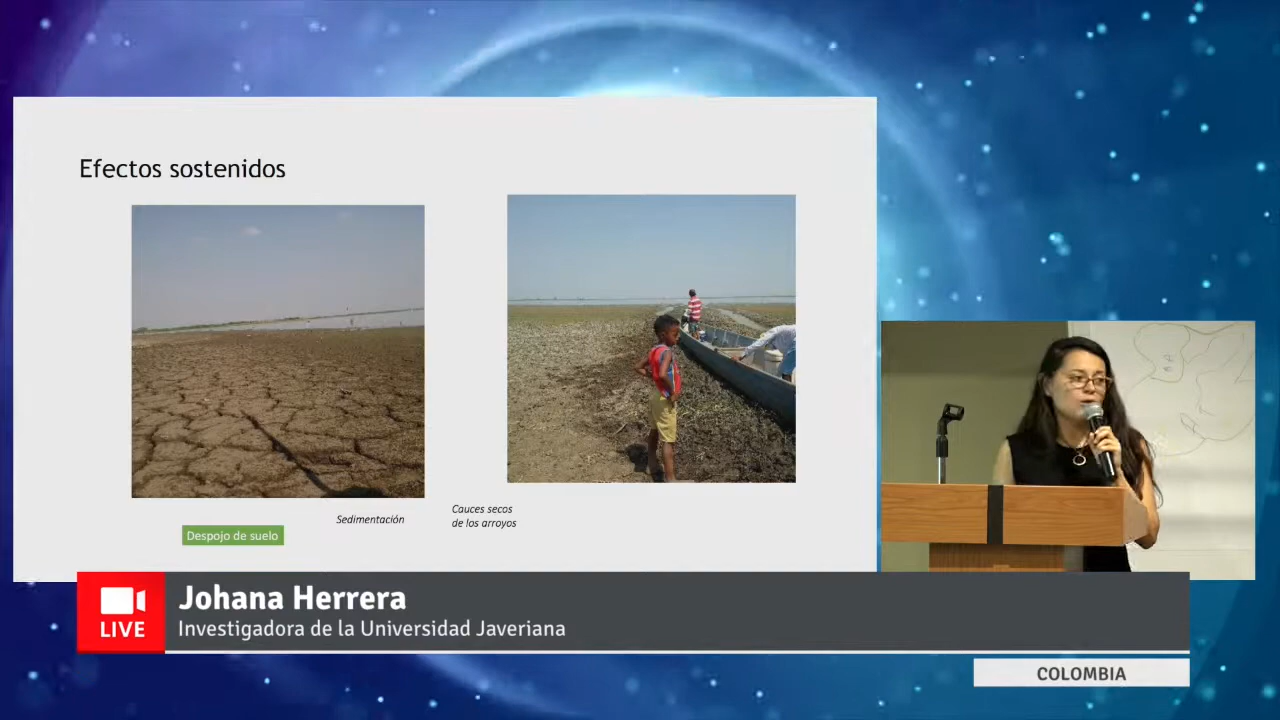 Efectos sostenidos
Sedimentación
Cauces secos
de los arroyos
Despojo de suelo
LIVE
Johana Herrera
Investigadora de la Universidad Javeriana
COLOMBIA